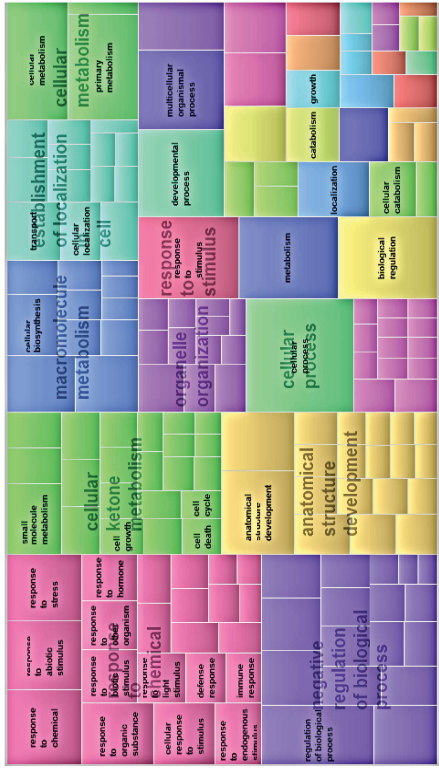 cellular
metabolism
cellular
metabolism
primary
metabolism
multicellular
organismal
process
growth
catabolism
establishment
of localization
transport
cellular
localization
cell
developmental
process
localization
cellular
catabolism
response
to
stimulus
response
to
stimulus
metabolism
biological
regulation
cellular
biosynthesis
macromolecule
metabolism
organelle
organization
cellular
process
cellular
process
small
molecule
metabolism
cellular
ketone
metabolism
cell
growth
cell
death
cell
cycle
anatomical
structure
development
anatomical
structure
development
response
to
stress
response
to
hormone
response
to
abiotic
stimulus
response
to
other
organism
response
to
biotic
stimulus
response
to
chemical
response
to
light
stimulus
defense
response
immune
response
response
to
chemical
response
to
organic
substance
cellular
response
to
stimulus
response
to
endogenous
stimulus
negative
regulation
of biological
process
regulation
of biological
process